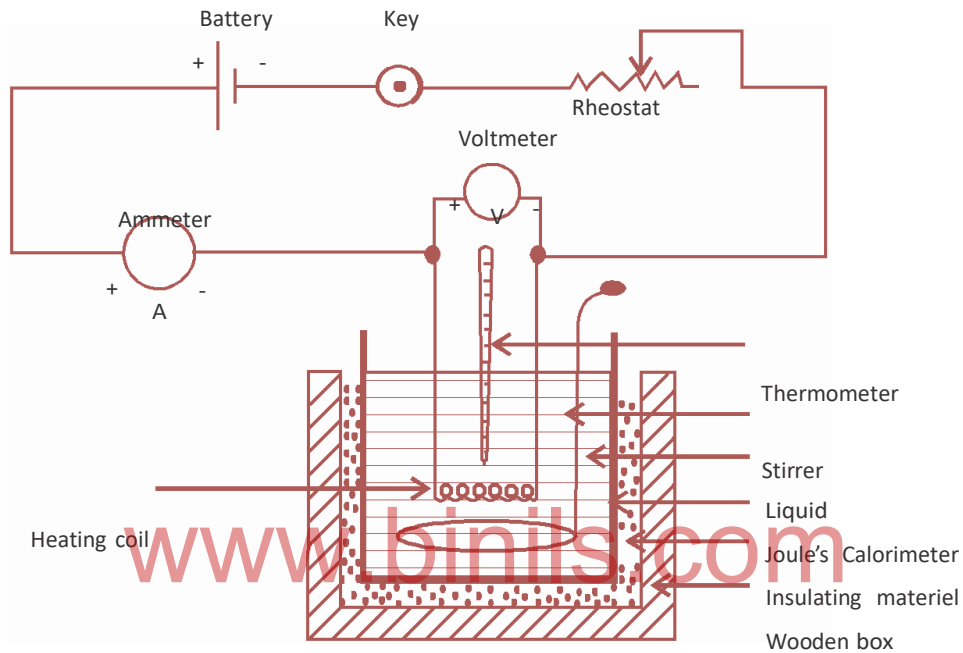 Battery
Key
+ -
Rheostat
Voltmeter
+ V -
Ammeter
+ -
A
Thermometer
Stirrer
Liquid
Heating coil
Joule's Calorimeter
www.binils.com
Insulating materiel
Wooden box